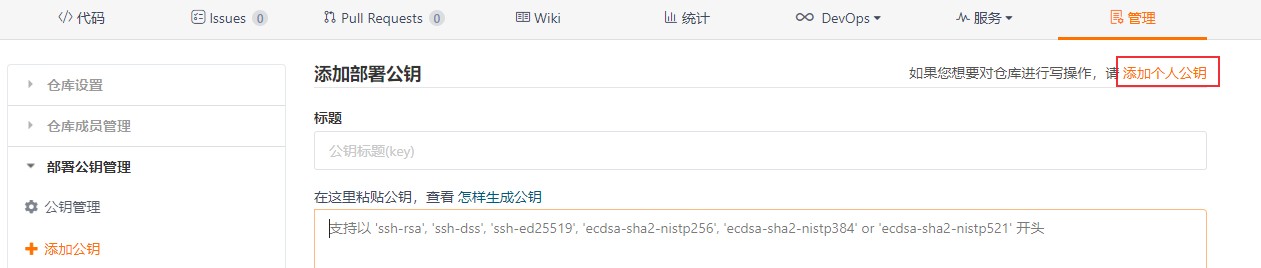 代码 Issues 0 Pull Requests 0 Wiki 统计 DevOps 服务 管理
添加部署公钥 如果您想要对仓库进行写操作，请 添加个人公钥
仓库设置
仓库成员管理
部署公钥管理
公钥管理
添加公钥
标题
公钥标题(key)
在这里粘贴公钥，查看 怎样生成公钥
支持以 'ssh-rsa', 'ssh-dss', 'ssh-ed25519', 'ecdsa-sha2-nistp256', 'ecdsa-sha2-nistp384' or 'ecdsa-sha2-nistp521' 开头